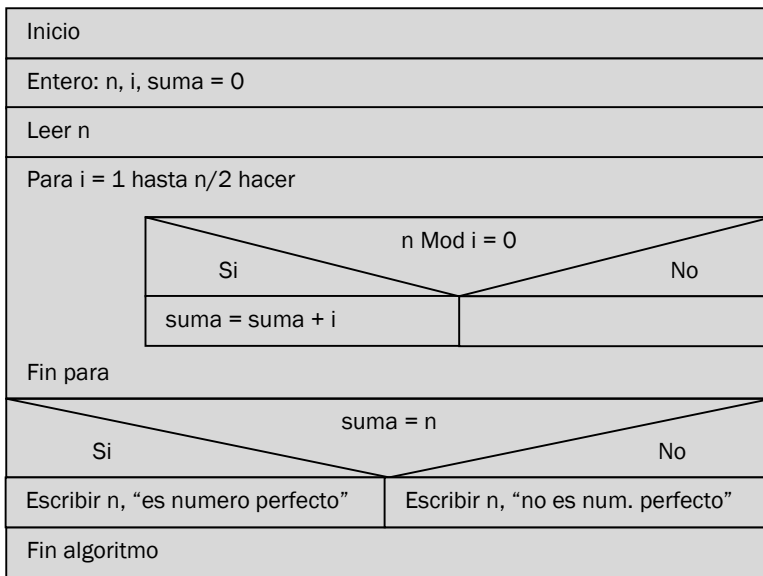 Inicio
Entero: n, i, suma = 0
Leer n
Para i = 1 hasta n/2 hacer
n Mod i = 0
Si
No
suma = suma + i
Fin para
suma = n
Si
No
Escribir n, “es numero perfecto”
Escribir n, “no es num. perfecto”
Fin algoritmo